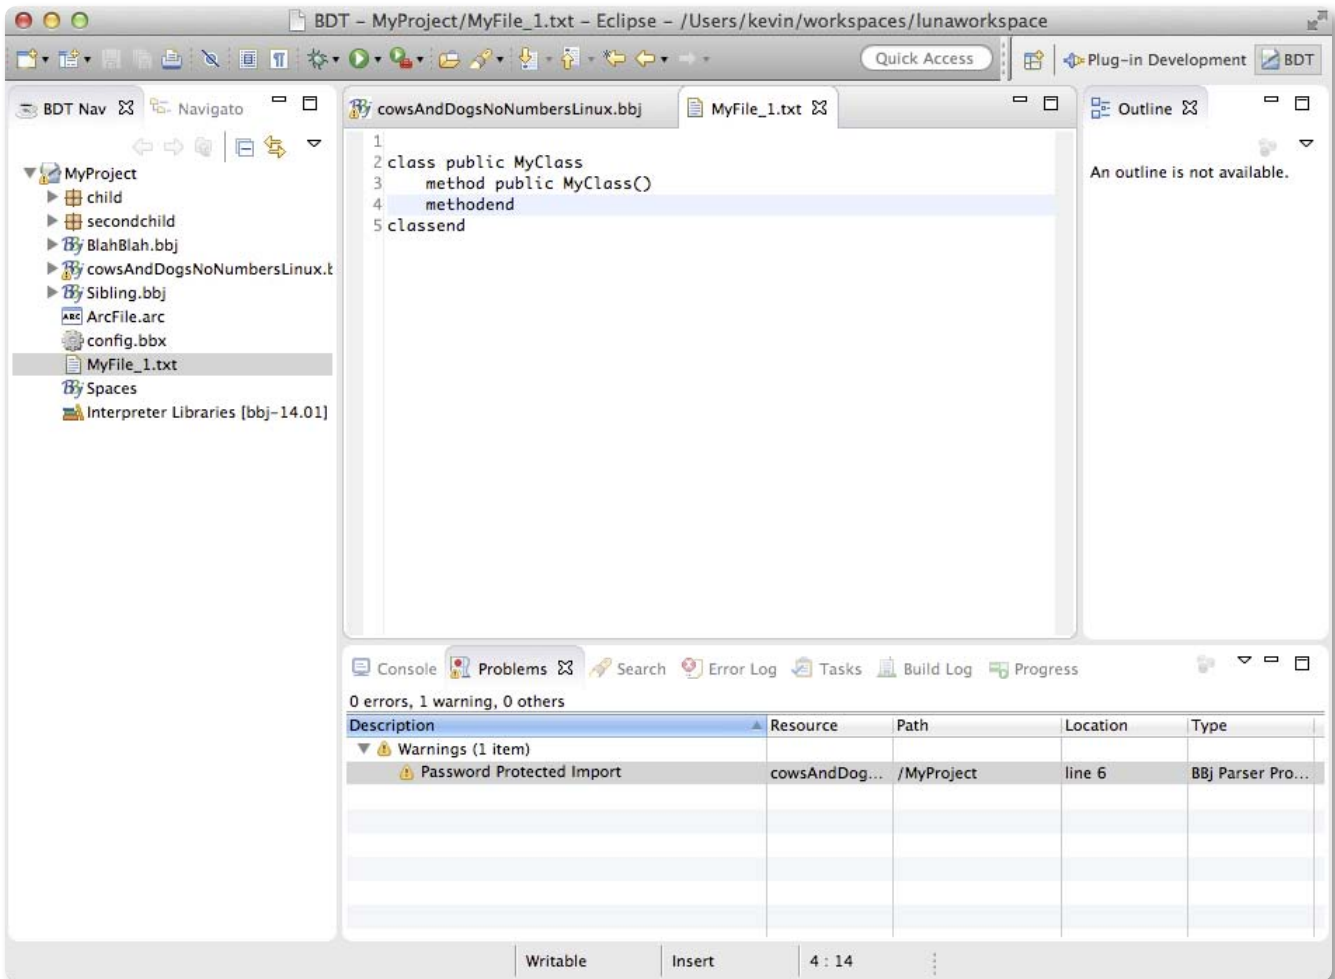 BDT – MyProject/MyFile_1.txt – Eclipse – /Users/kevin/workspaces/lunaworkspace
Quick Access
Plug-in Development
BDT
BDT Nav
Navigato
MyProject
child
secondchild
BlahBlah.bbj
cowsAndDogsNoNumbersLinux.b
Sibling.bbj
ArcFile.arc
config.bbx
MyFile_1.txt
Spaces
Interpreter Libraries [bbj-14.01]
cowsAndDogsNoNumbersLinux.bbj
MyFile_1.txt
1
2 class public MyClass
3     method public MyClass()
4     methodend
5 classend
Outline
An outline is not available.
Console
Problems
Search
Error Log
Tasks
Build Log
Progress
0 errors, 1 warning, 0 others
Description Resource Path Location Type
Warnings (1 item)
Password Protected Import cowsAndDog... /MyProject line 6 BBj Parser Pro...
Writable Insert 4 : 14